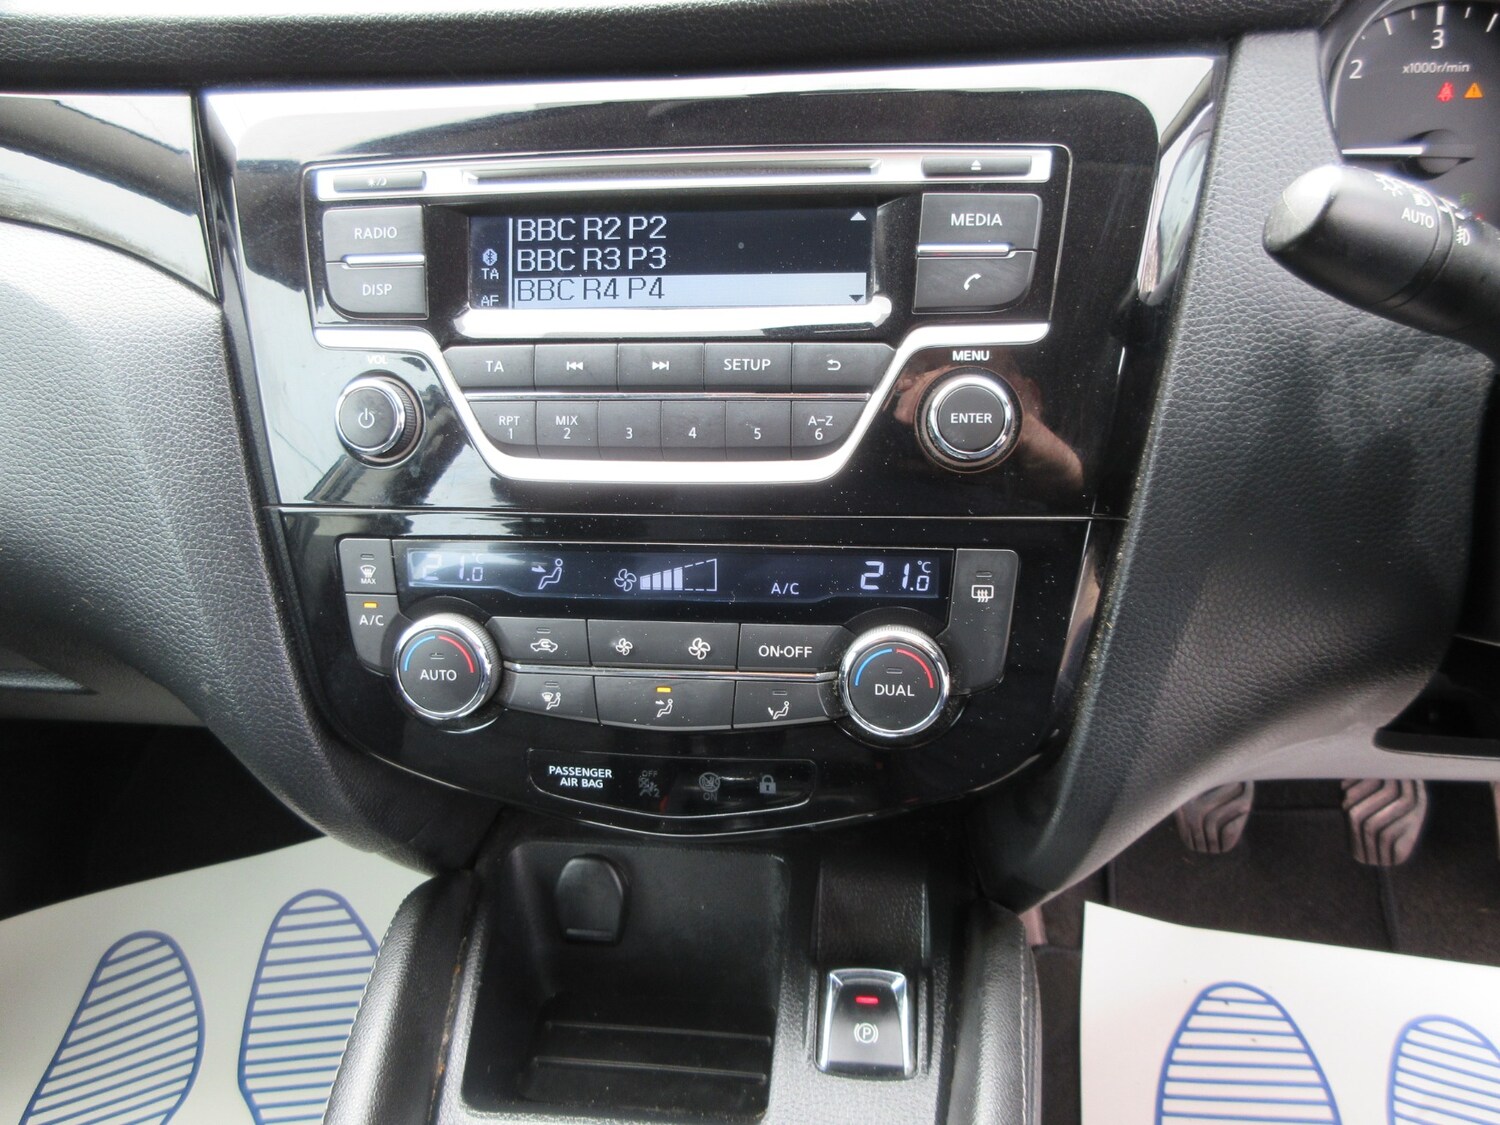 2
3
x1000r/min
AUTO
RADIO
DISP
BBC R2 P2
BBC R3 P3
BBC R4 P4
TA
AF
MEDIA
VOL
TA
SETUP
MENU
RPT
1
MIX
2
3
4
5
A-Z
6
ENTER
MAX
A/C
21.0°C
A/C
21.0°C
AUTO
ON·OFF
DUAL
PASSENGER
AIR BAG
OFF
ON
P